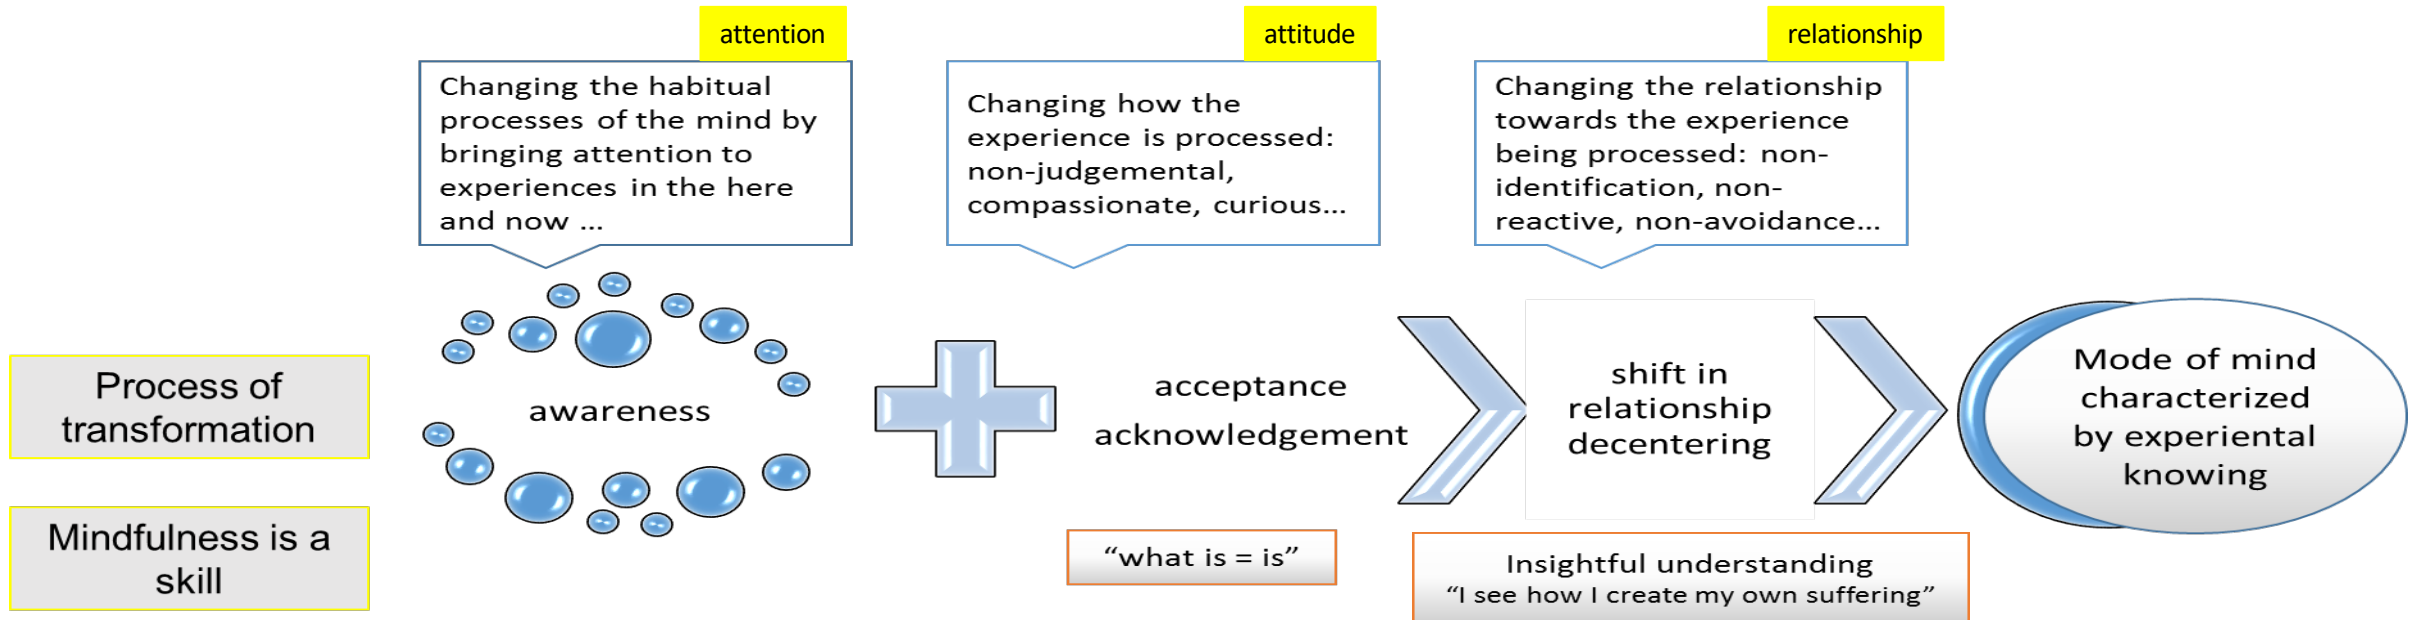 attention
Changing the habitual
processes of the mind by
bringing attention to
experiences in the here
and now ...
attitude
Changing how the
experience is processed:
non-judgemental,
compassionate, curious...
relationship
Changing the relationship
towards the experience
being processed: non-
identification, non-
reactive, non-avoidance...
Process of
transformation
Mindfulness is a
skill
awareness
acceptance
acknowledgement
“what is = is”
shift in
relationship
decentering
Insightful understanding
“I see how I create my own suffering”
Mode of mind
characterized
by experiental
knowing